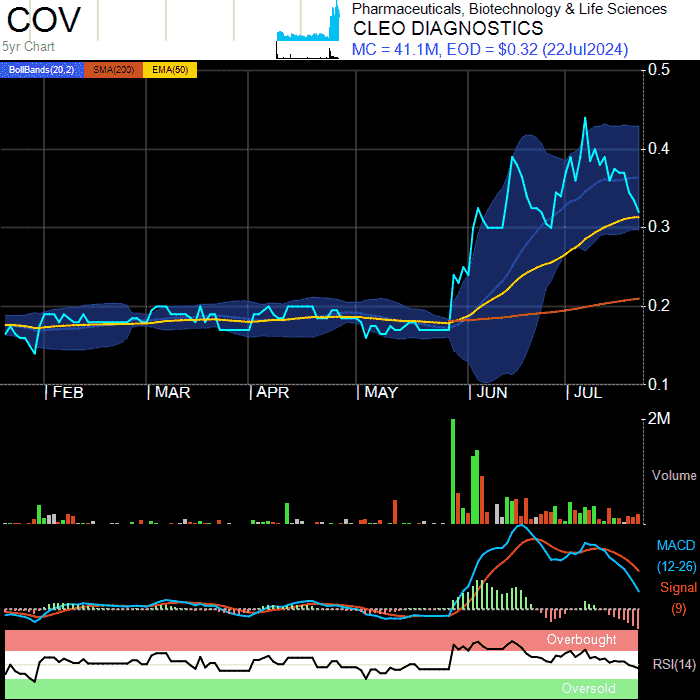 COV
5yr Chart
Pharmaceuticals, Biotechnology & Life Sciences
CLEO DIAGNOSTICS
MC = 41.1M, EOD = $0.32 (22Jul2024)
BollBands(20,2) SMA(200) EMA(50)
0.5
0.4
0.3
0.2
0.1
FEB MAR APR MAY JUN JUL
2M
Volume
MACD
(12-26)
Signal
(9)
Overbought
RSI(14)
Oversold